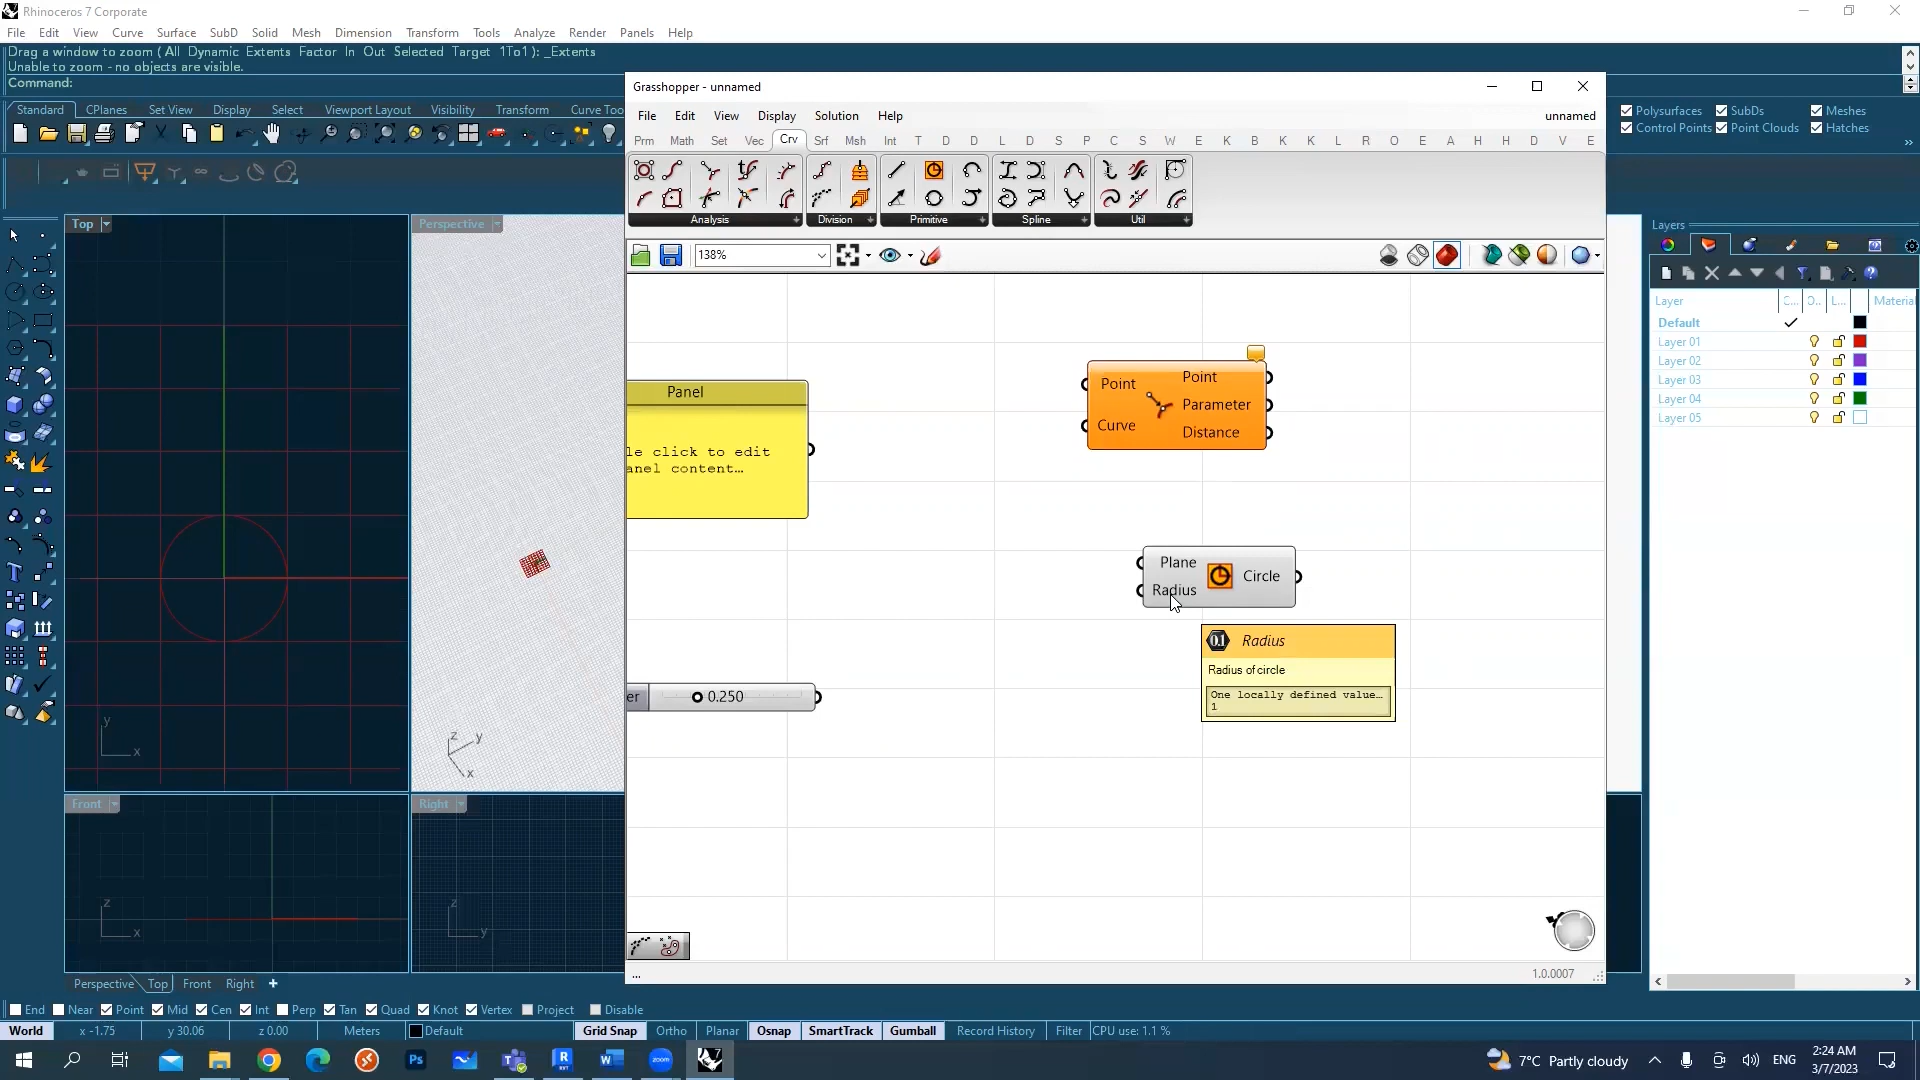 Rhinoceros 7 Corporate
File Edit View Curve Surface SubD Solid Mesh Dimension Transform Tools Analyze Render Panels Help
Drag a window to zoom ( All Dynamic Extents Factor In Out Selected Target 1To1 ): _Extents
Unable to zoom - no objects are visible.
Command:
Standard CPlanes Set View Display Select Viewport Layout Visibility Transform Curve Too
Polysurfaces SubDs Meshes
Control Points Point Clouds Hatches
Grasshopper - unnamed
File Edit View Display Solution Help unnamed
Prm Math Set Vec Crv Srf Msh Int T D D L D S P C S W E K K L R O E A H H D V E
Analysis Division Primitive Spline Util
138%
Top
Perspective
Front
Right
Panel
le click to edit
anel content…
er 0.250
Point
Curve
Point
Parameter
Distance
Plane
Radius
Circle
0.1 Radius
Radius of circle
One locally defined value…
1
y
x
z
y
x
z
x
z
y
... 1.0.0007
Layers
Layer C... O.. L... Material
Default
Layer 01
Layer 02
Layer 03
Layer 04
Layer 05
Perspective Top Front Right
End Near Point Mid Cen Int Perp Tan Quad Knot Vertex Project Disable
World x -1.75 y 30.06 z 0.00 Meters Default Grid Snap Ortho Planar Osnap SmartTrack Gumball Record History Filter CPU use: 1.1 %
Ps
zoom
7°C Partly cloudy
ENG
2:24 AM
3/7/2023